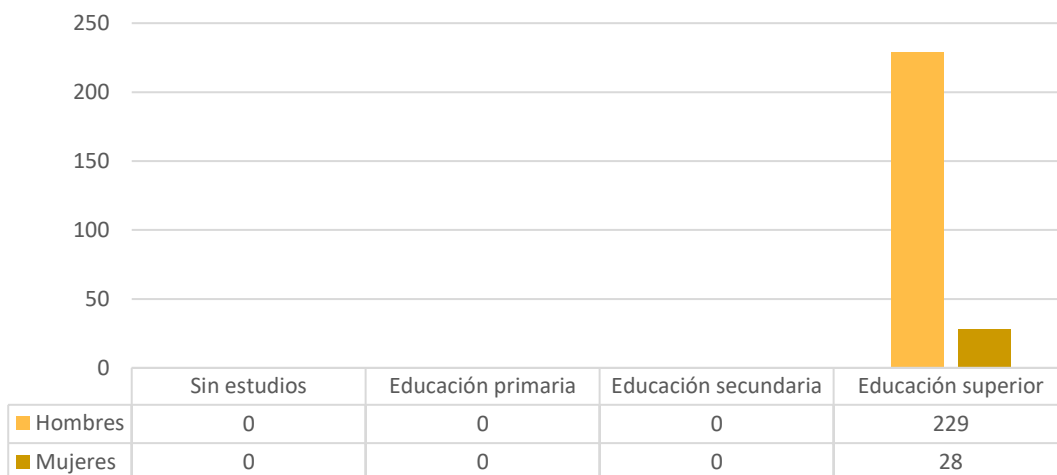 250
200
150
100
50
0
Sin estudios Educación primaria Educación secundaria Educación superior
Hombres 0 0 0 229
Mujeres 0 0 0 28